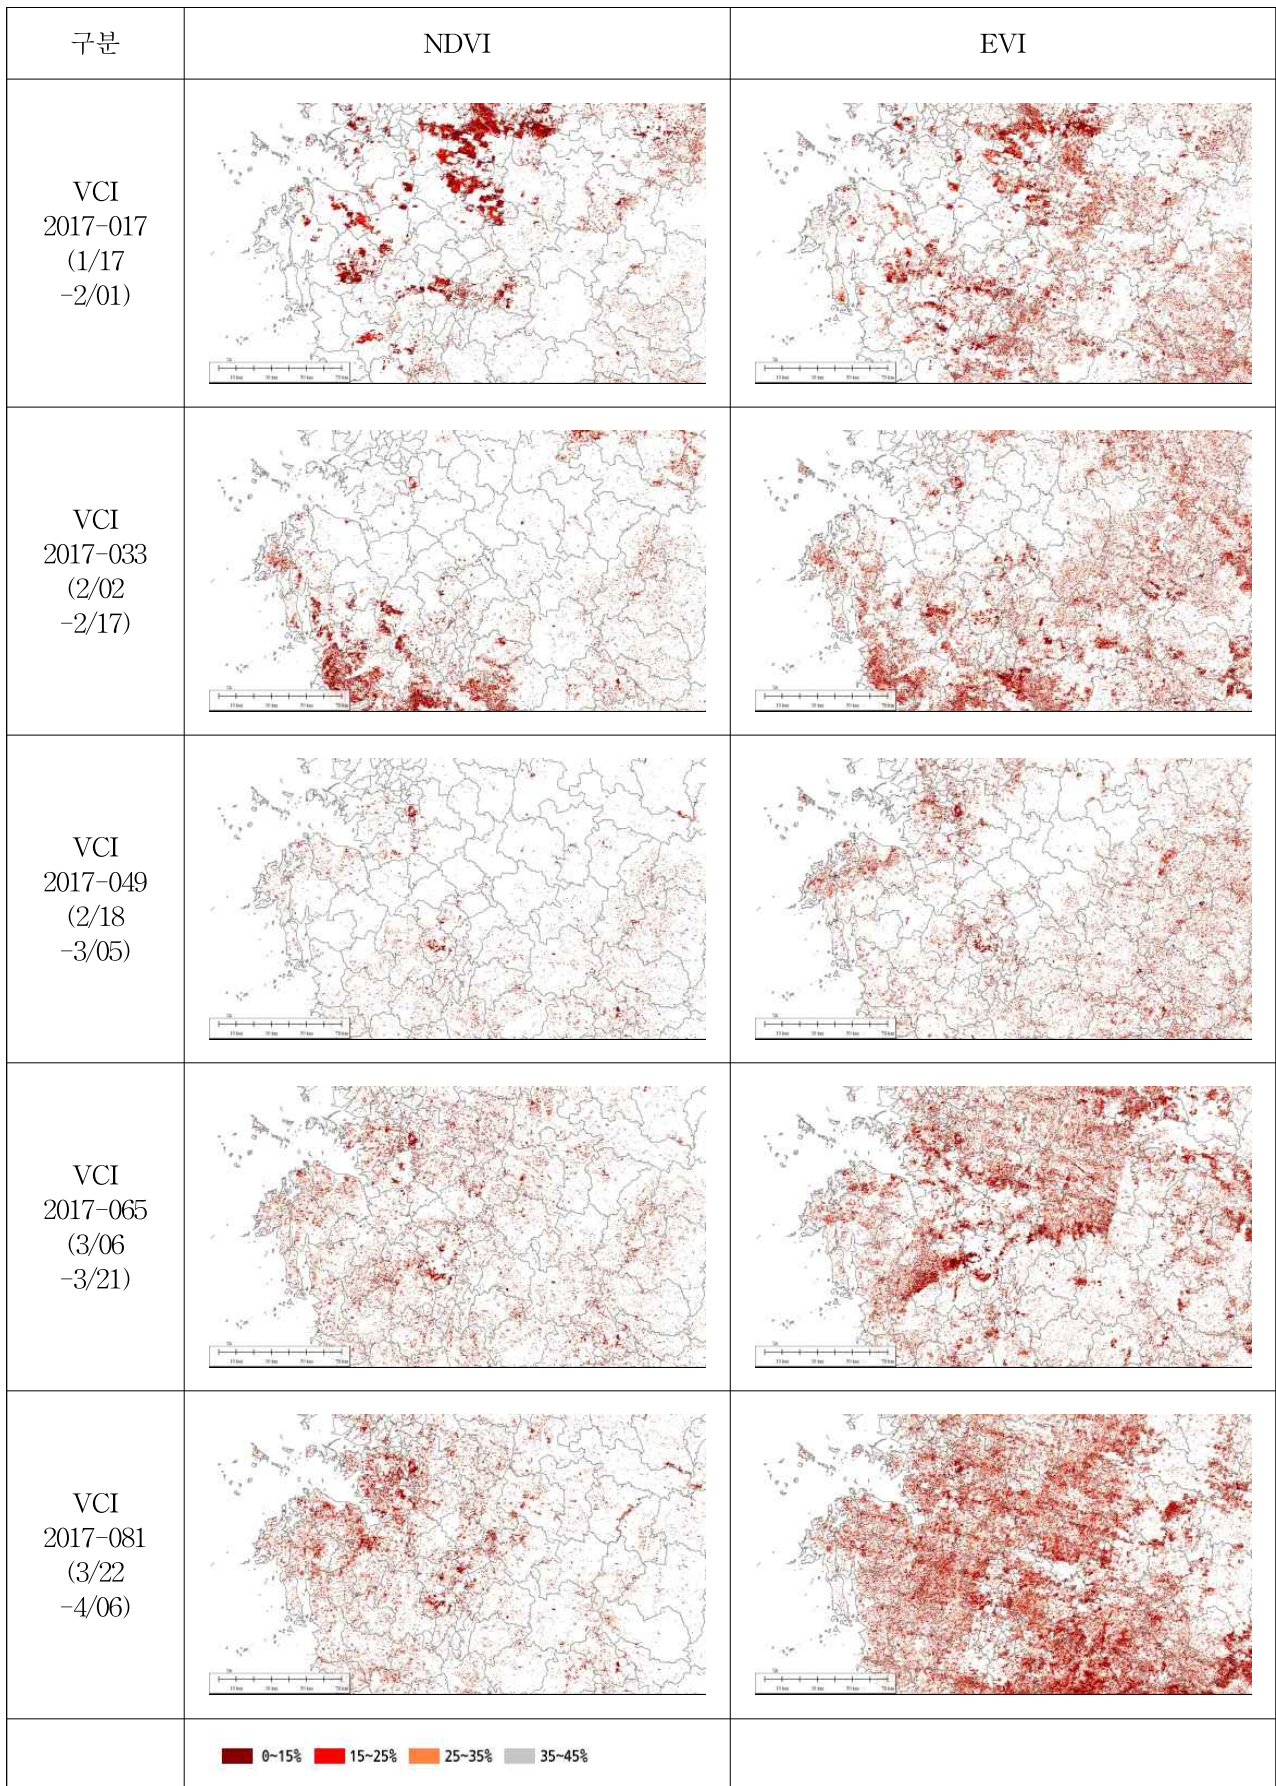 구분 NDVI EVI
VCI
2017-017
(1/17
-2/01)
VCI
2017-033
(2/02
-2/17)
VCI
2017-049
(2/18
-3/05)
VCI
2017-065
(3/06
-3/21)
VCI
2017-081
(3/22
-4/06)
0~15% 15~25% 25~35% 35~45%